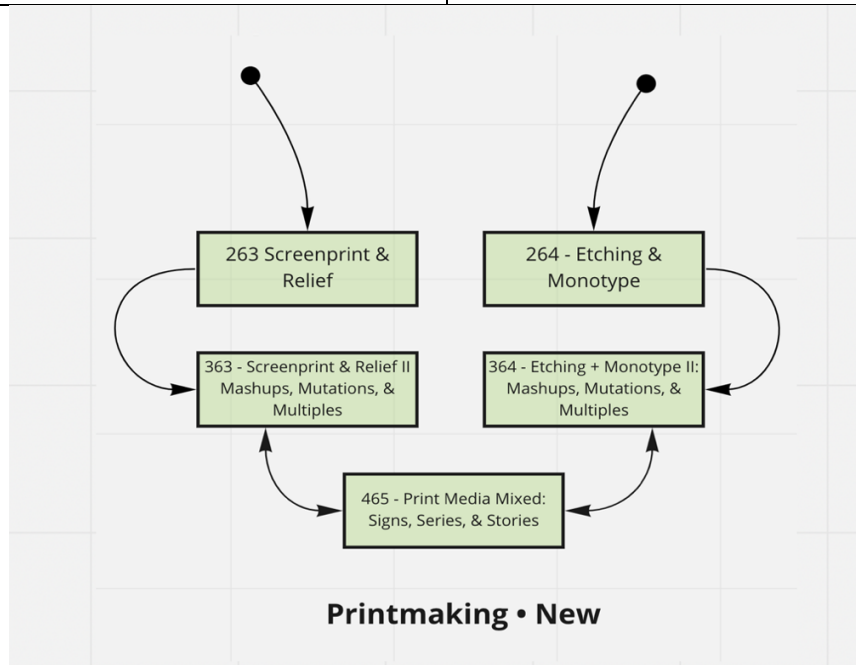 263 Screenprint &
Relief
264 - Etching &
Monotype
363 - Screenprint & Relief II
Mashups, Mutations, &
Multiples
364 - Etching + Monotype II:
Mashups, Mutations, &
Multiples
465 - Print Media Mixed:
Signs, Series, & Stories
Printmaking • New